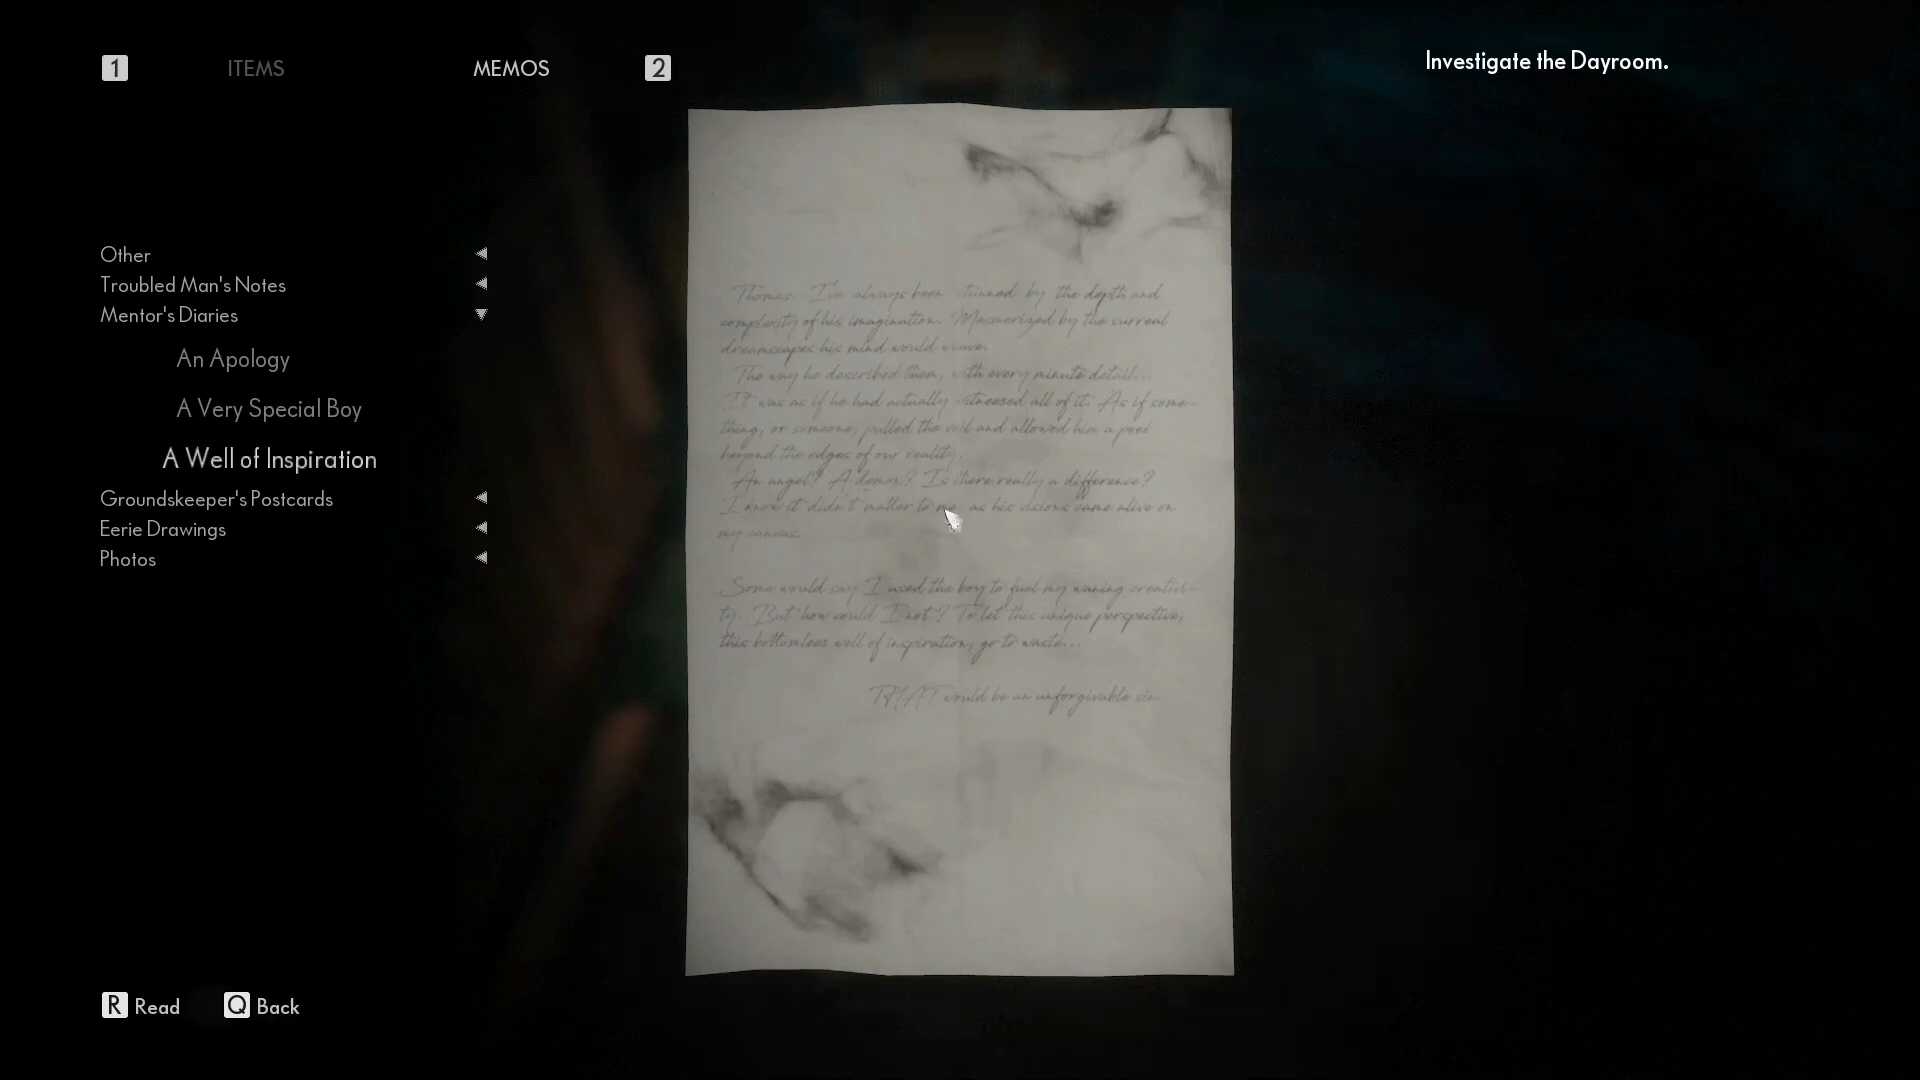 1 ITEMS MEMOS 2
Investigate the Dayroom.
Other
Troubled Man's Notes
Mentor's Diaries
An Apology
A Very Special Boy
A Well of Inspiration
Groundskeeper's Postcards
Eerie Drawings
Photos
Thomas. I've always been stunned by the depth and
complexity of his imagination. Mesmerized by the surreal
dreamscapes his mind would weave.
The way he described them, with every minute detail...
It was as if he had actually witnessed all of it. As if some-
thing, or someone, pulled the veil and allowed him a peek
beyond the edges of our reality.
An angel? A demon? Is there really a difference?
I know it didn't matter to me, as his visions came alive on
my canvas.
Some would say I used the boy to fuel my waning creativi-
ty. But how could I not? To let this unique perspective,
this bottomless well of inspiration, go to waste...
THAT would be an unforgivable sin.
R Read Q Back